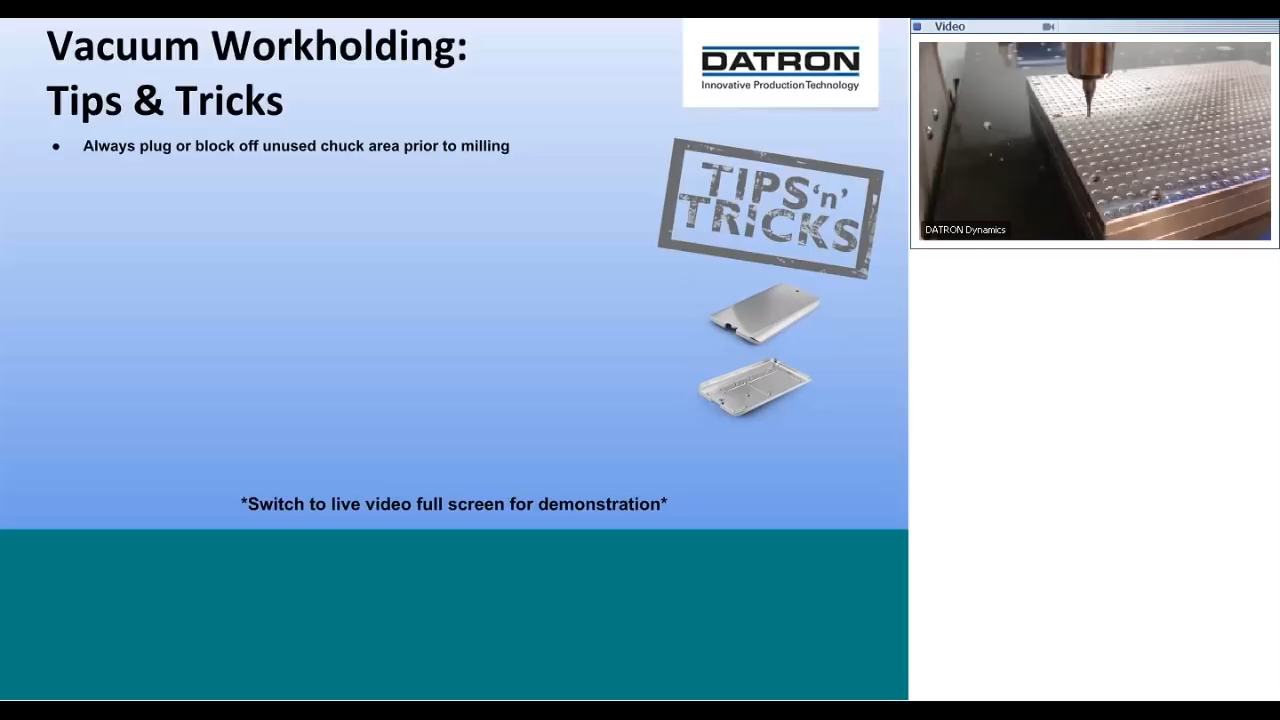 Vacuum Workholding:
Tips & Tricks
DATRON
Innovative Production Technology
● Always plug or block off unused chuck area prior to milling
TIPS ‘n’
TRICKS
*Switch to live video full screen for demonstration*
Video
DATRON Dynamics